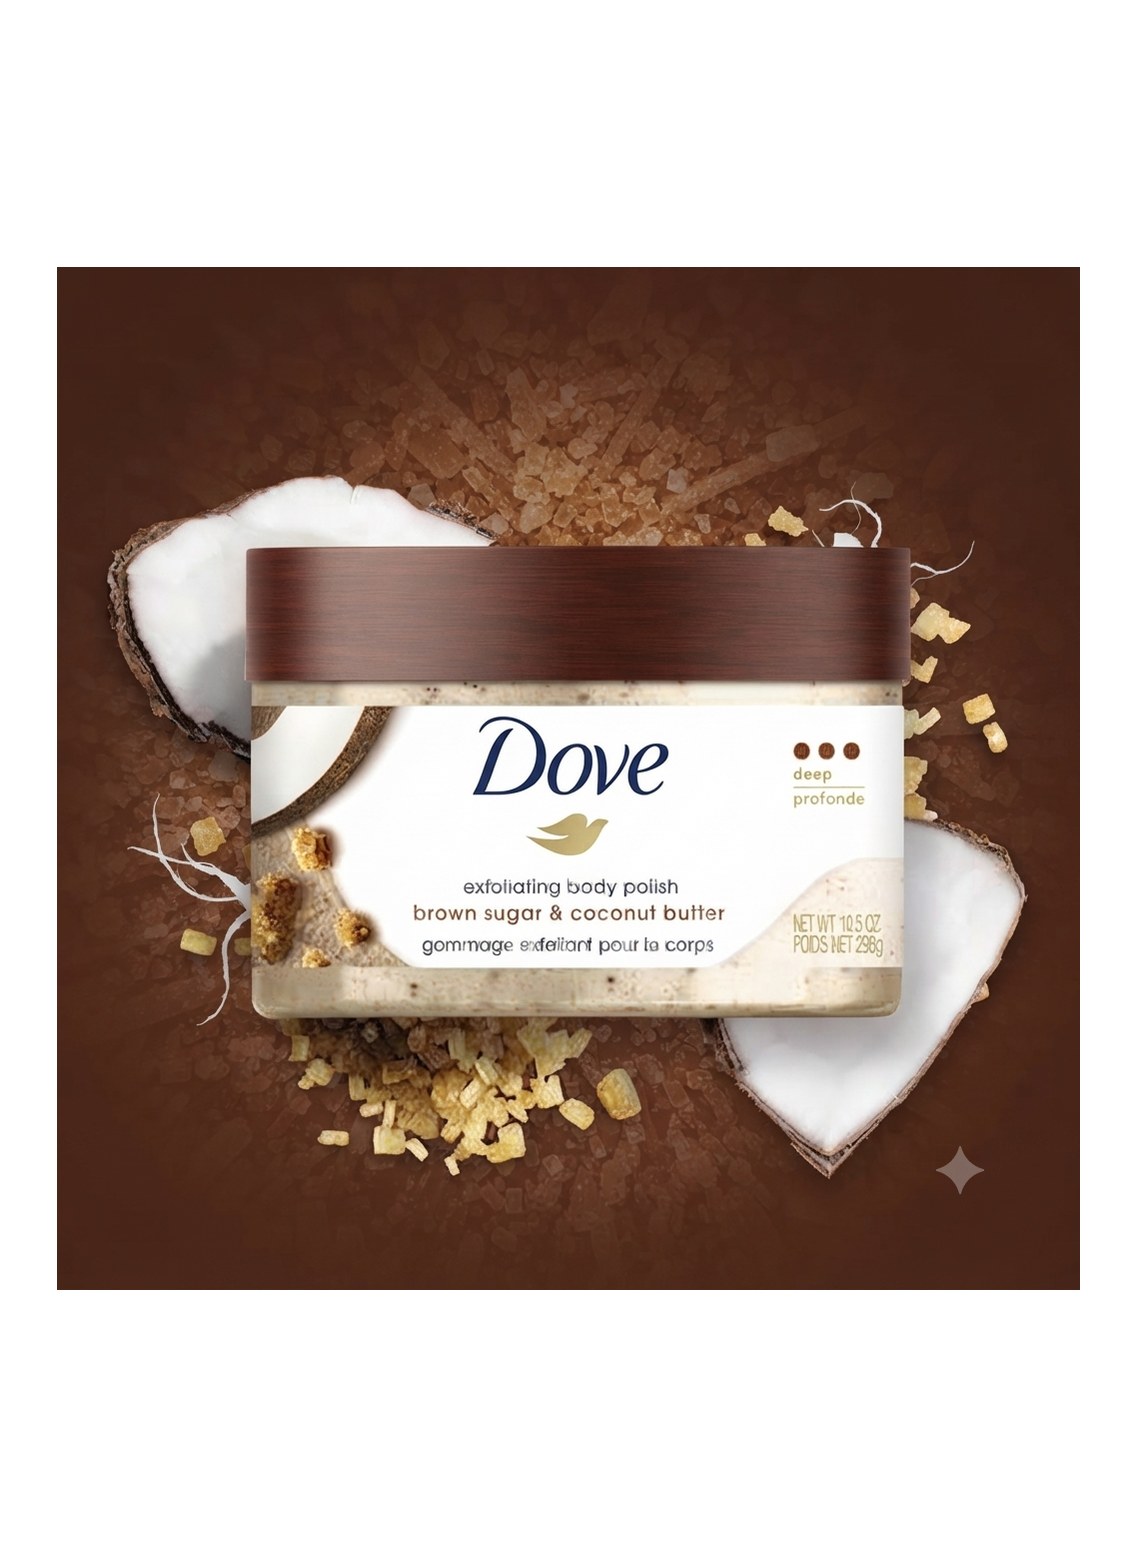 Dove
deep
profonde
exfoliating body polish
brown sugar & coconut butter
gommage exfoliant pour le corps
NET WT 10.5 OZ
POIDS NET 298g